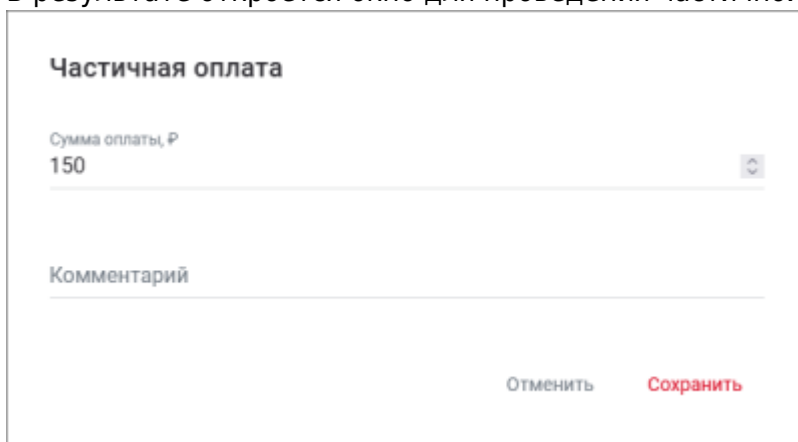 Частичная оплата
Сумма оплаты, ₽
150
Комментарий
Отменить Сохранить